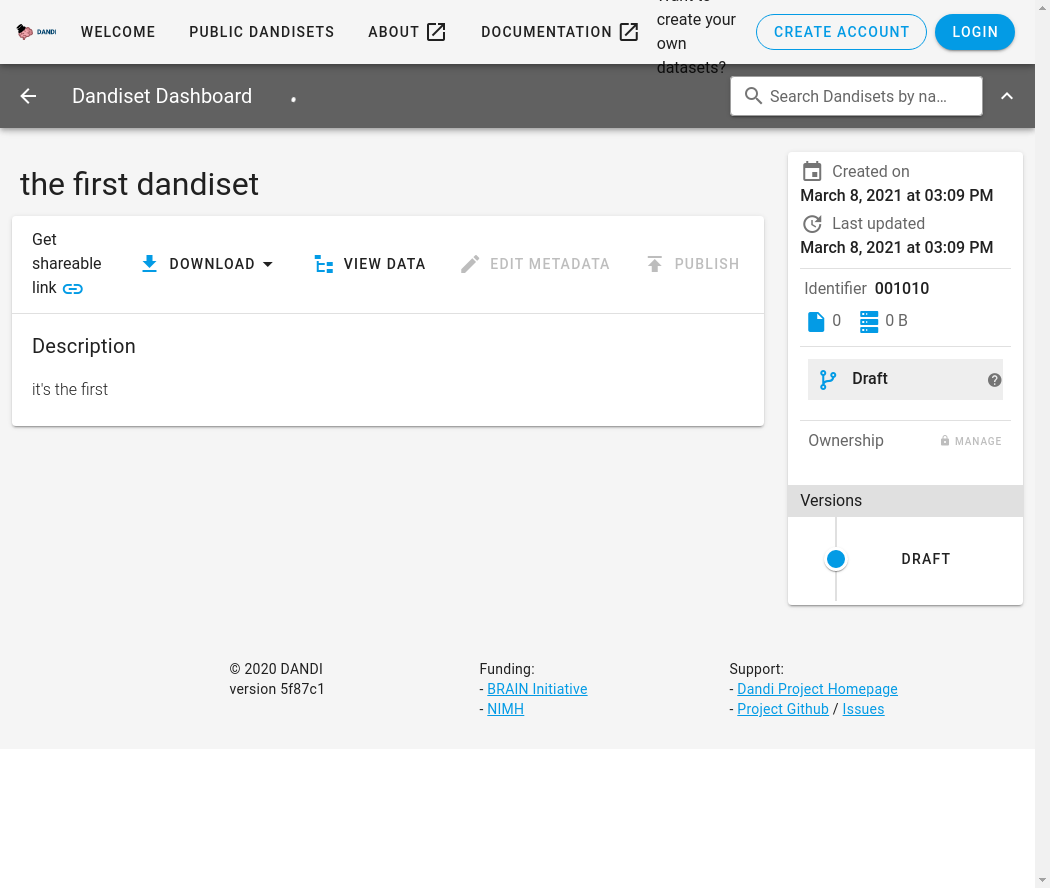 DANDI
WELCOME
PUBLIC DANDISETS
ABOUT
DOCUMENTATION
create your
own
datasets?
CREATE ACCOUNT
LOGIN
Dandiset Dashboard
Search Dandisets by na...
the first dandiset
Get
shareable
link
DOWNLOAD
VIEW DATA
EDIT METADATA
PUBLISH
Description
it's the first
Created on
March 8, 2021 at 03:09 PM
Last updated
March 8, 2021 at 03:09 PM
Identifier 001010
0 0 B
Draft
Ownership MANAGE
Versions
DRAFT
© 2020 DANDI
version 5f87c1
Funding:
- BRAIN Initiative
- NIMH
Support:
- Dandi Project Homepage
- Project Github / Issues